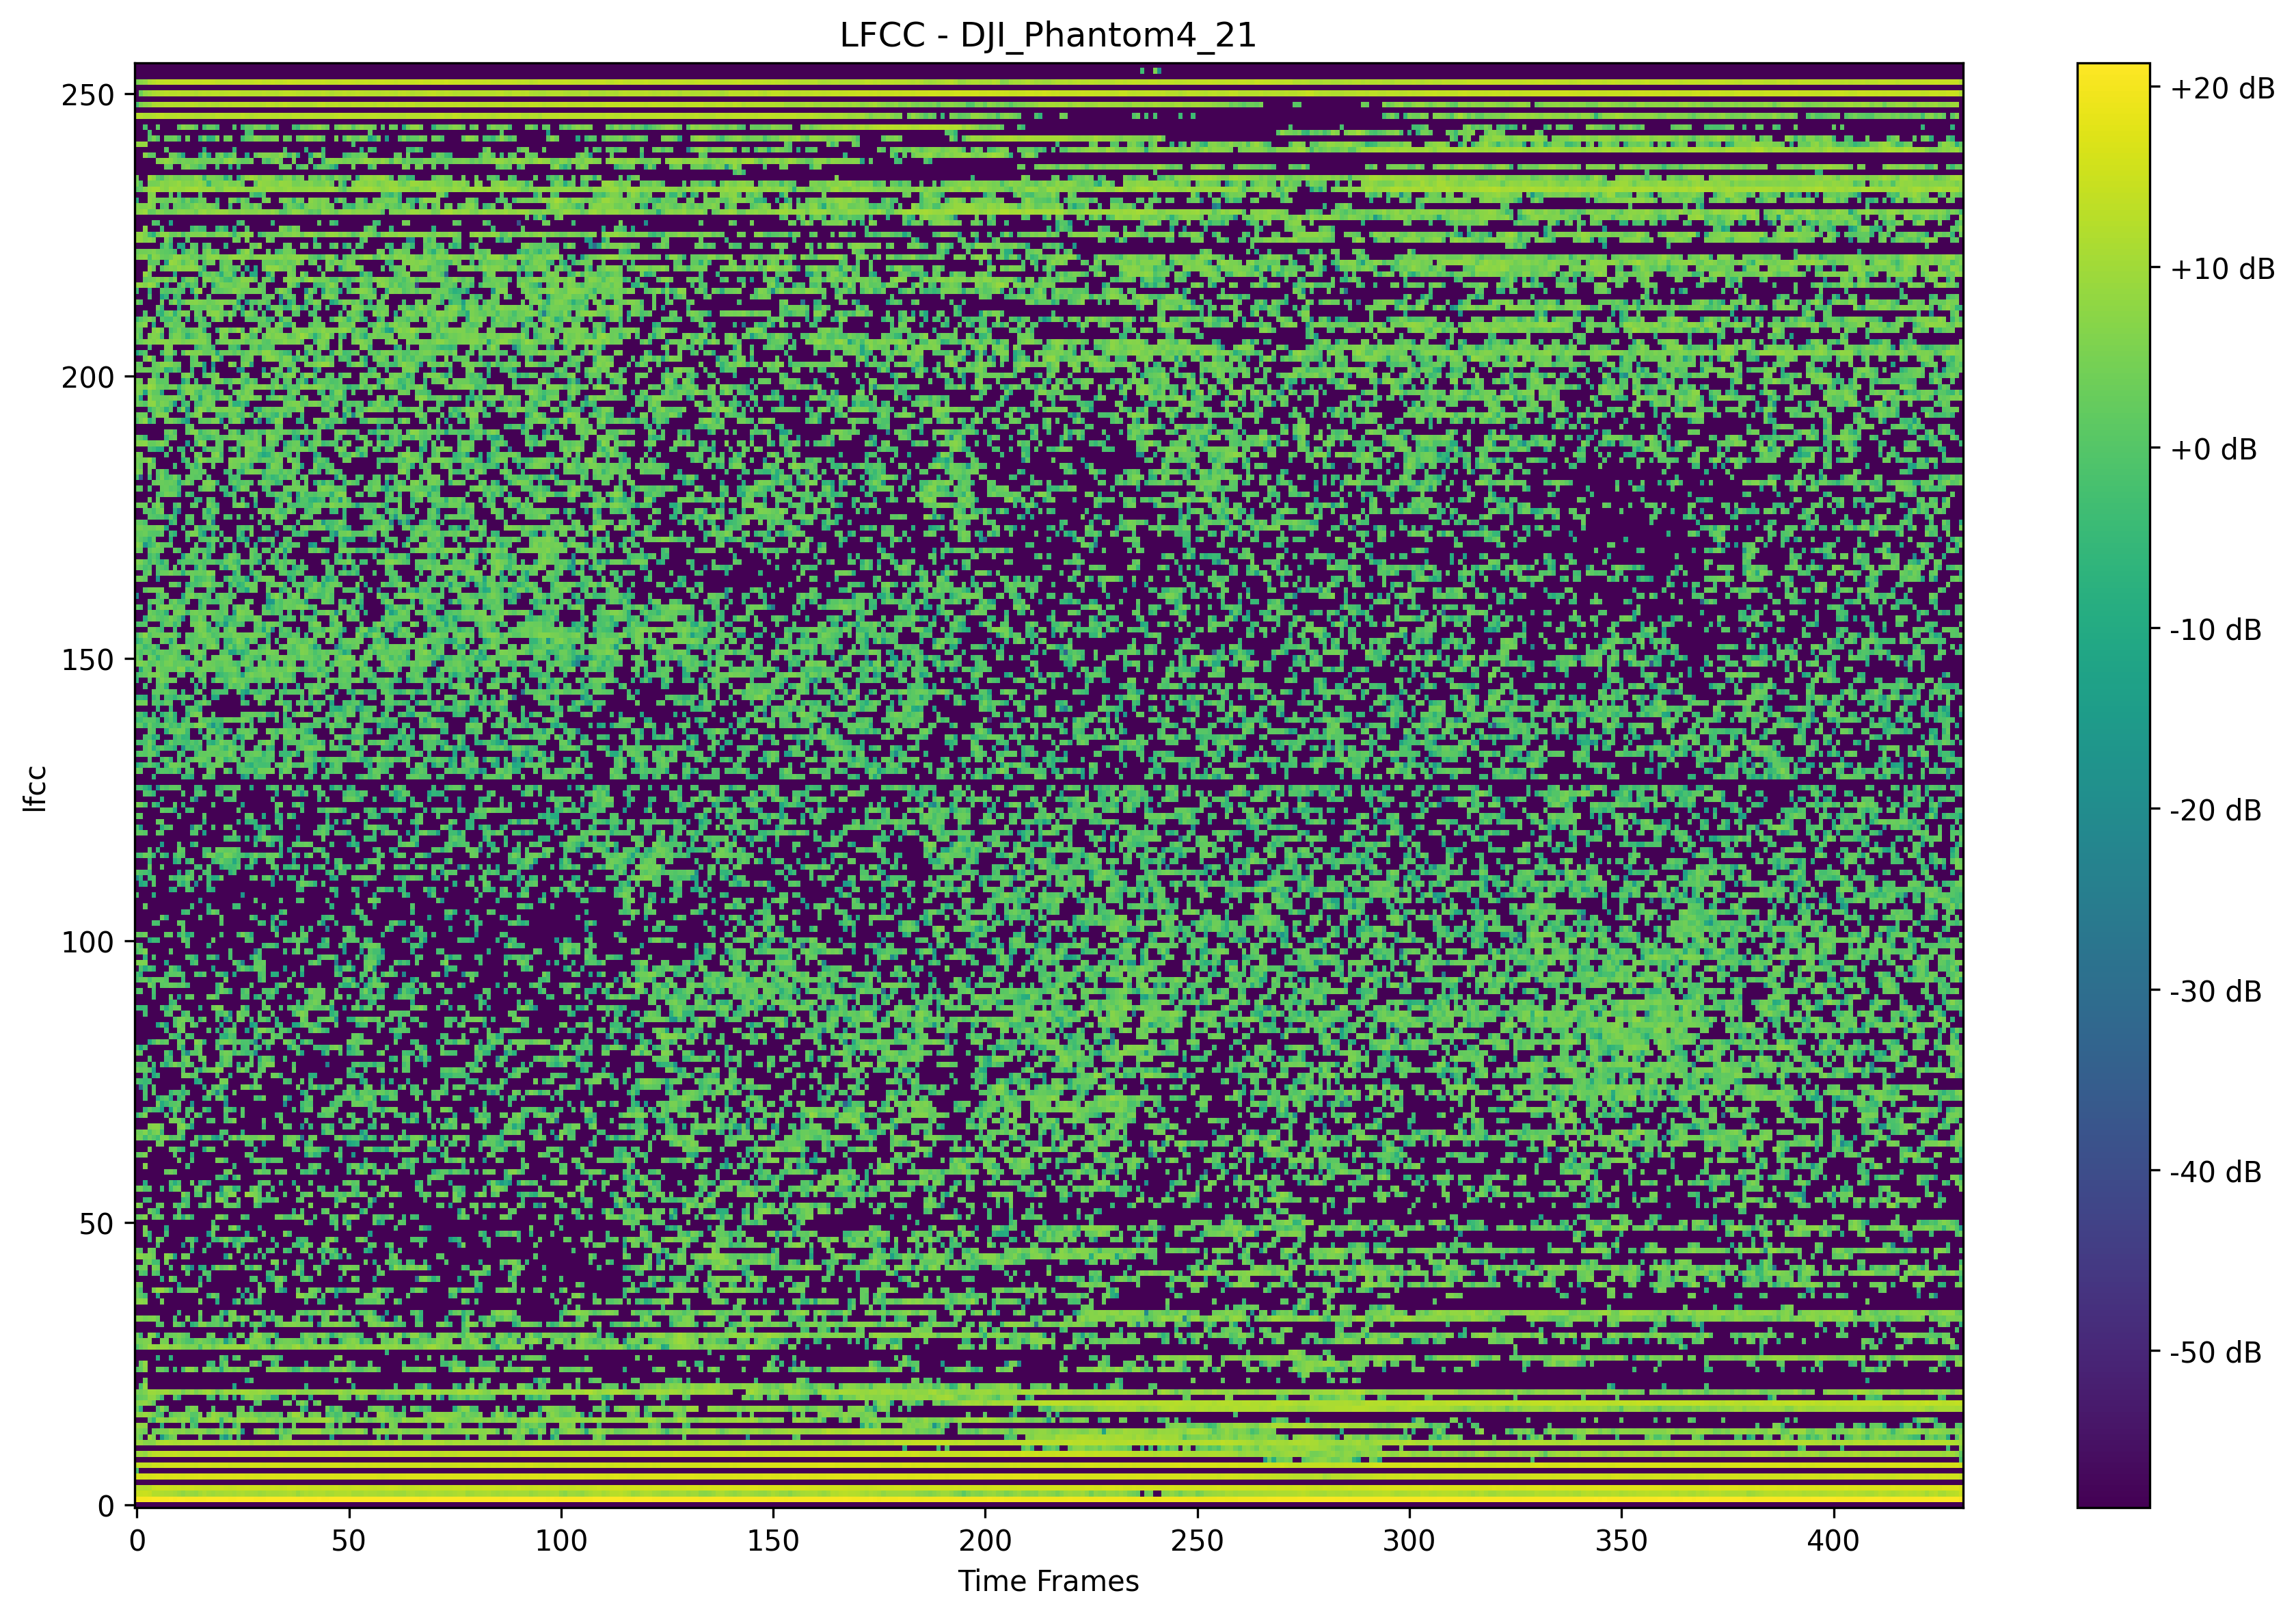 LFCC - DJI_Phantom4_21
250
200
150
100
50
0
lfcc
0 50 100 150 200 250 300 350 400
Time Frames
+20 dB
+10 dB
+0 dB
-10 dB
-20 dB
-30 dB
-40 dB
-50 dB